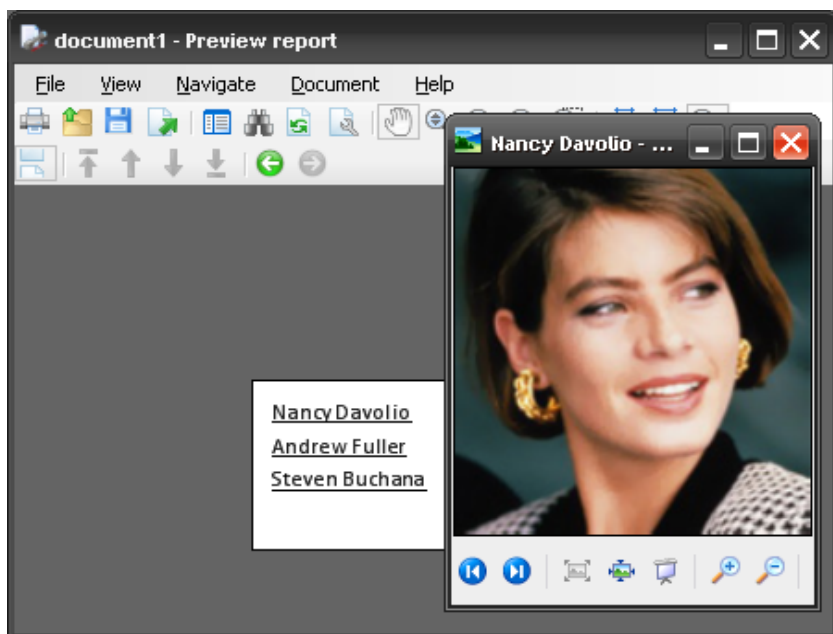 document1 - Preview report
File View Navigate Document Help
Nancy Davolio - ...
Nancy Davolio
Andrew Fuller
Steven Buchana